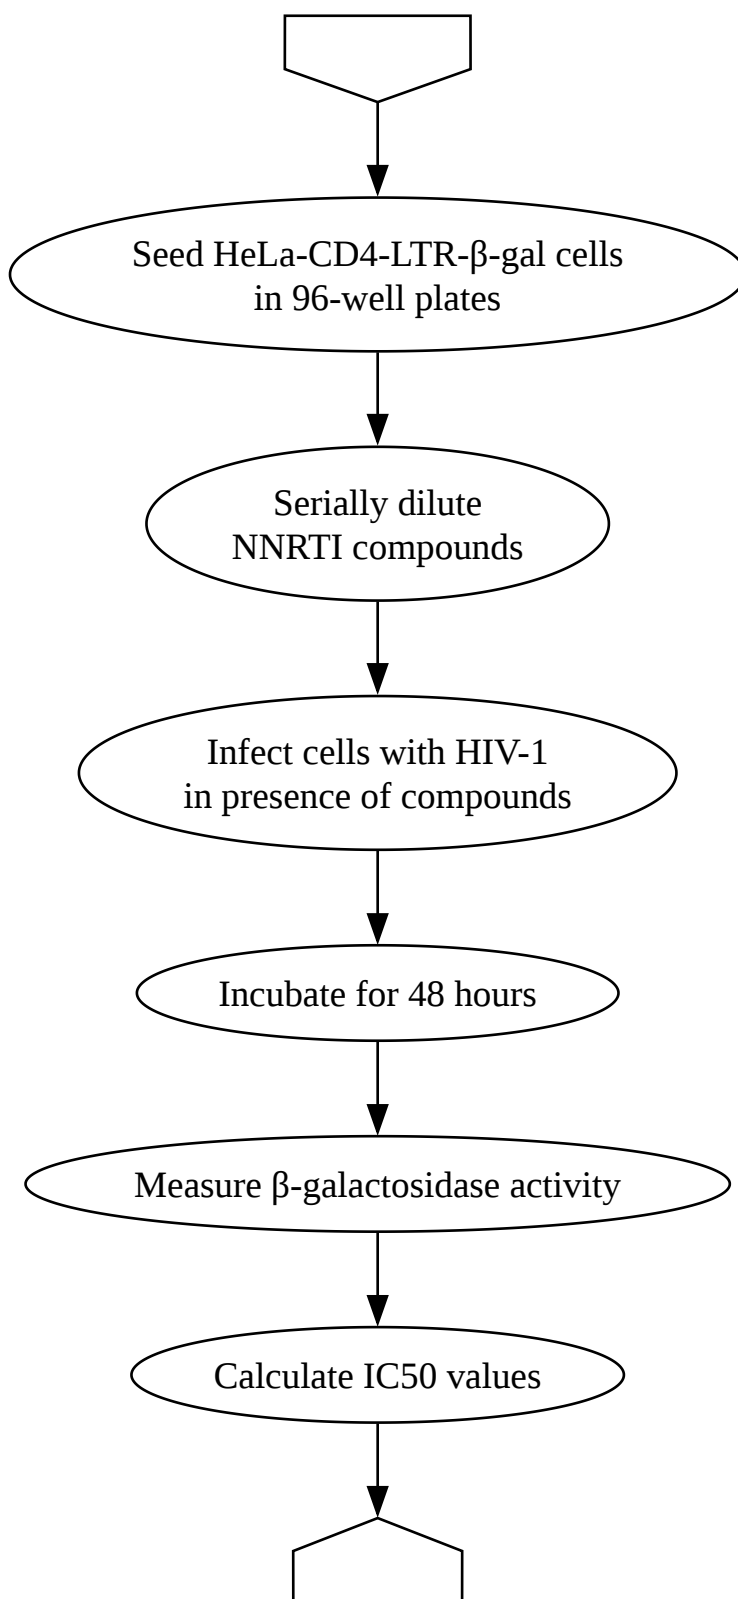 Seed HeLa-CD4-LTR-β-gal cells
in 96-well plates
Serially dilute
NNRTI compounds
Infect cells with HIV-1
in presence of compounds
Incubate for 48 hours
Measure β-galactosidase activity
Calculate IC50 values